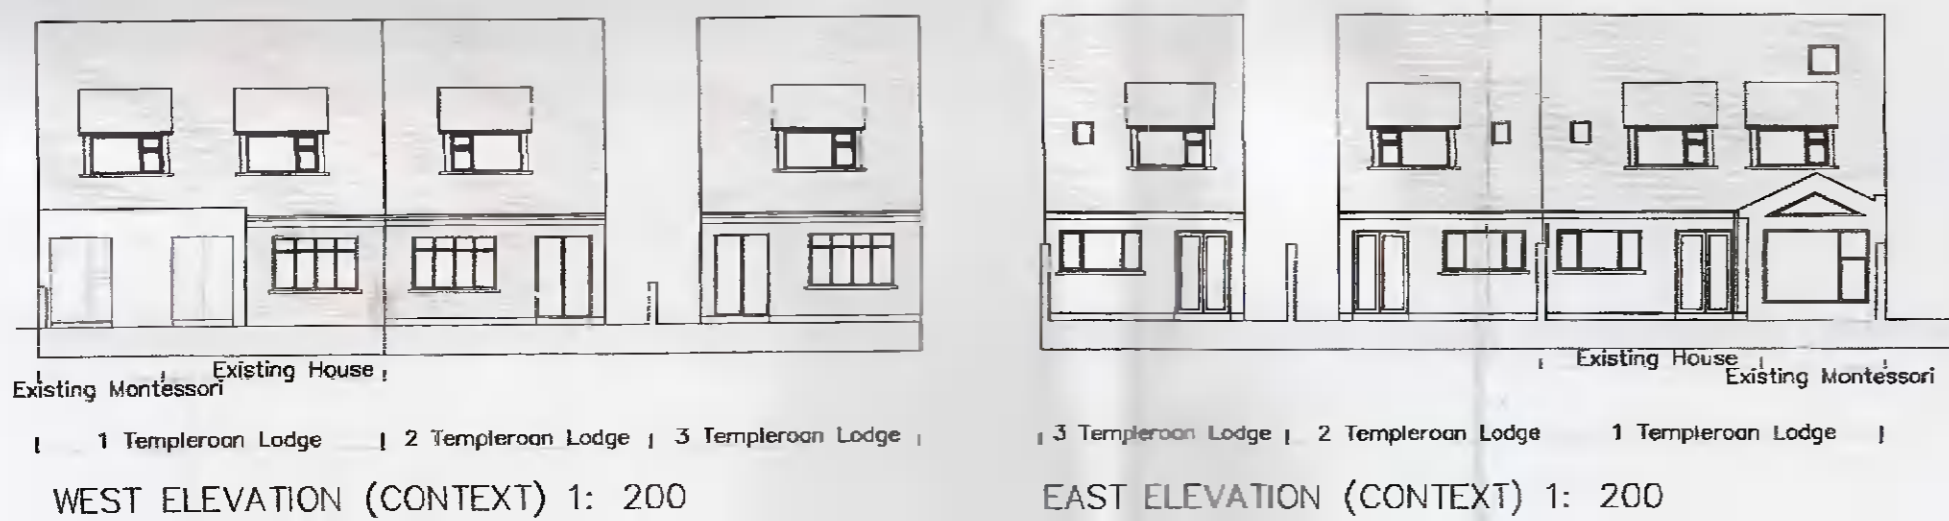 Existing House
Existing Montessori
1 Templeroan Lodge
2 Templeroan Lodge
3 Templeroan Lodge
WEST ELEVATION (CONTEXT) 1: 200
Existing House
Existing Montessori
3 Templeroan Lodge
2 Templeroan Lodge
1 Templeroan Lodge
EAST ELEVATION (CONTEXT) 1: 200